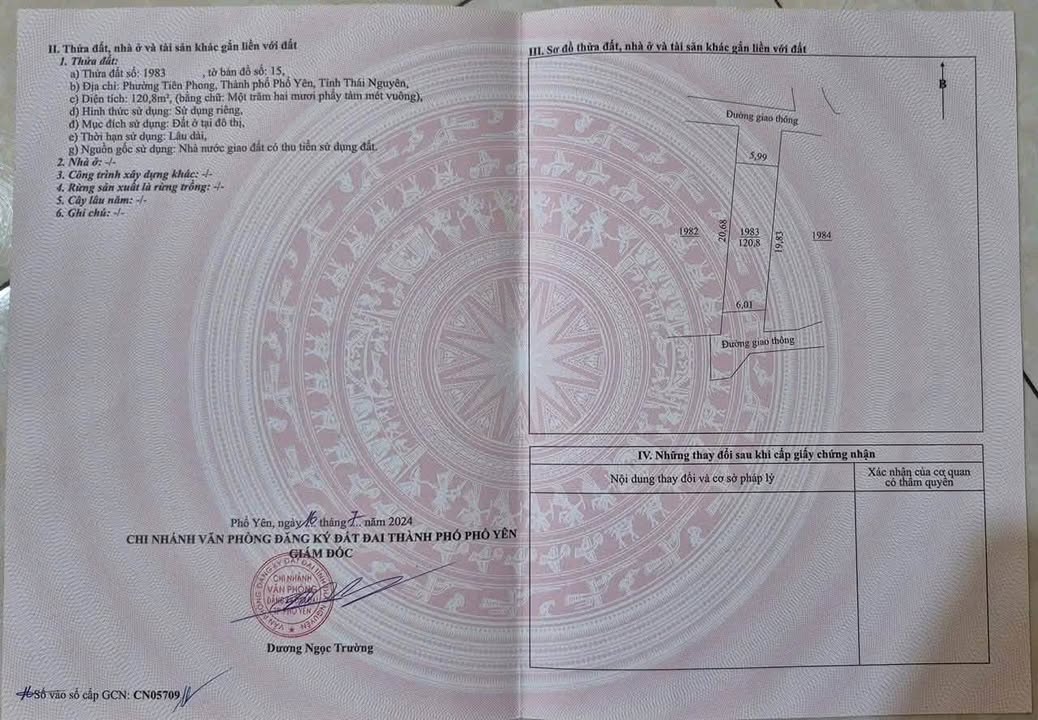 II. Thửa đất, nhà ở và tài sản khác gắn liền với đất
1. Thửa đất:
a) Thửa đất số: 1983 , tờ bản đồ số: 15,
b) Địa chỉ: Phường Tiên Phong, Thành phố Phổ Yên, Tỉnh Thái Nguyên,
c) Diện tích: 120,8m², (bằng chữ: Một trăm hai mươi phẩy tám mét vuông),
d) Hình thức sử dụng: Sử dụng riêng,
đ) Mục đích sử dụng: Đất ở tại đô thị,
e) Thời hạn sử dụng: Lâu dài,
g) Nguồn gốc sử dụng: Nhà nước giao đất có thu tiền sử dụng đất.
2. Nhà ở: -/-
3. Công trình xây dựng khác: -/-
4. Rừng sản xuất là rừng trồng: -/-
5. Cây lâu năm: -/-
6. Ghi chú: -/-
Phổ Yên, ngày 16 tháng 7 năm 2024
CHI NHÁNH VĂN PHÒNG ĐĂNG KÝ ĐẤT ĐAI THÀNH PHỐ PHỔ YÊN
GIÁM ĐỐC
CHI NHÁNH
VĂN PHÒNG
Dương Ngọc Trường
Số vào sổ cấp GCN: CN05709
III. Sơ đồ thửa đất, nhà ở và tài sản khác gắn liền với đất
B
Đường giao thông
5,99
1982
20,68
1983
120,8
19,83
1984
6,01
Đường giao thông
IV. Những thay đổi sau khi cấp giấy chứng nhận
Nội dung thay đổi và cơ sở pháp lý
Xác nhận của cơ quan
có thẩm quyền